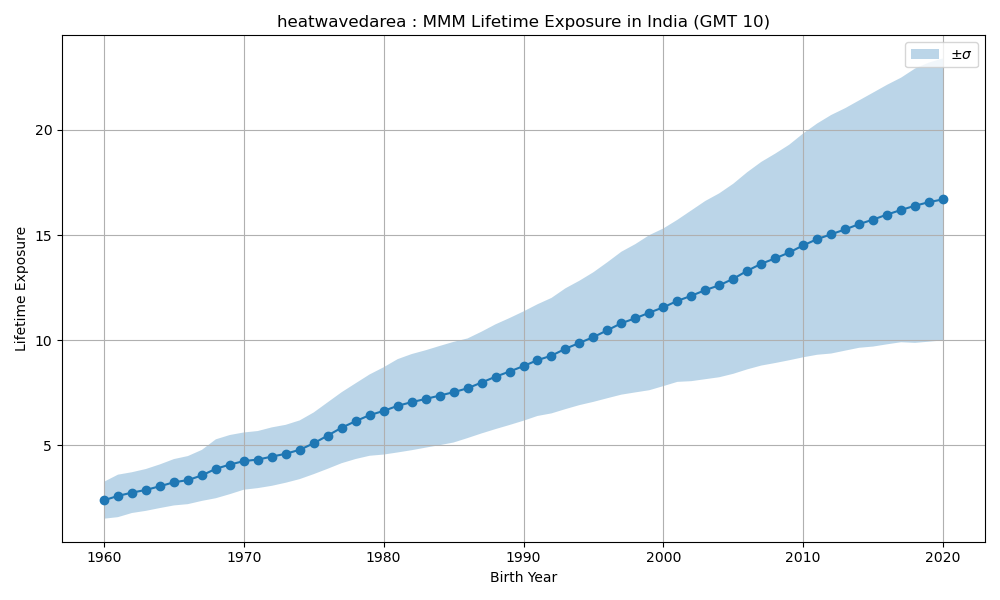 heatwavedarea : MMM Lifetime Exposure in India (GMT 10)
±σ
Lifetime Exposure
20
15
10
5
1960 1970 1980 1990 2000 2010 2020
Birth Year